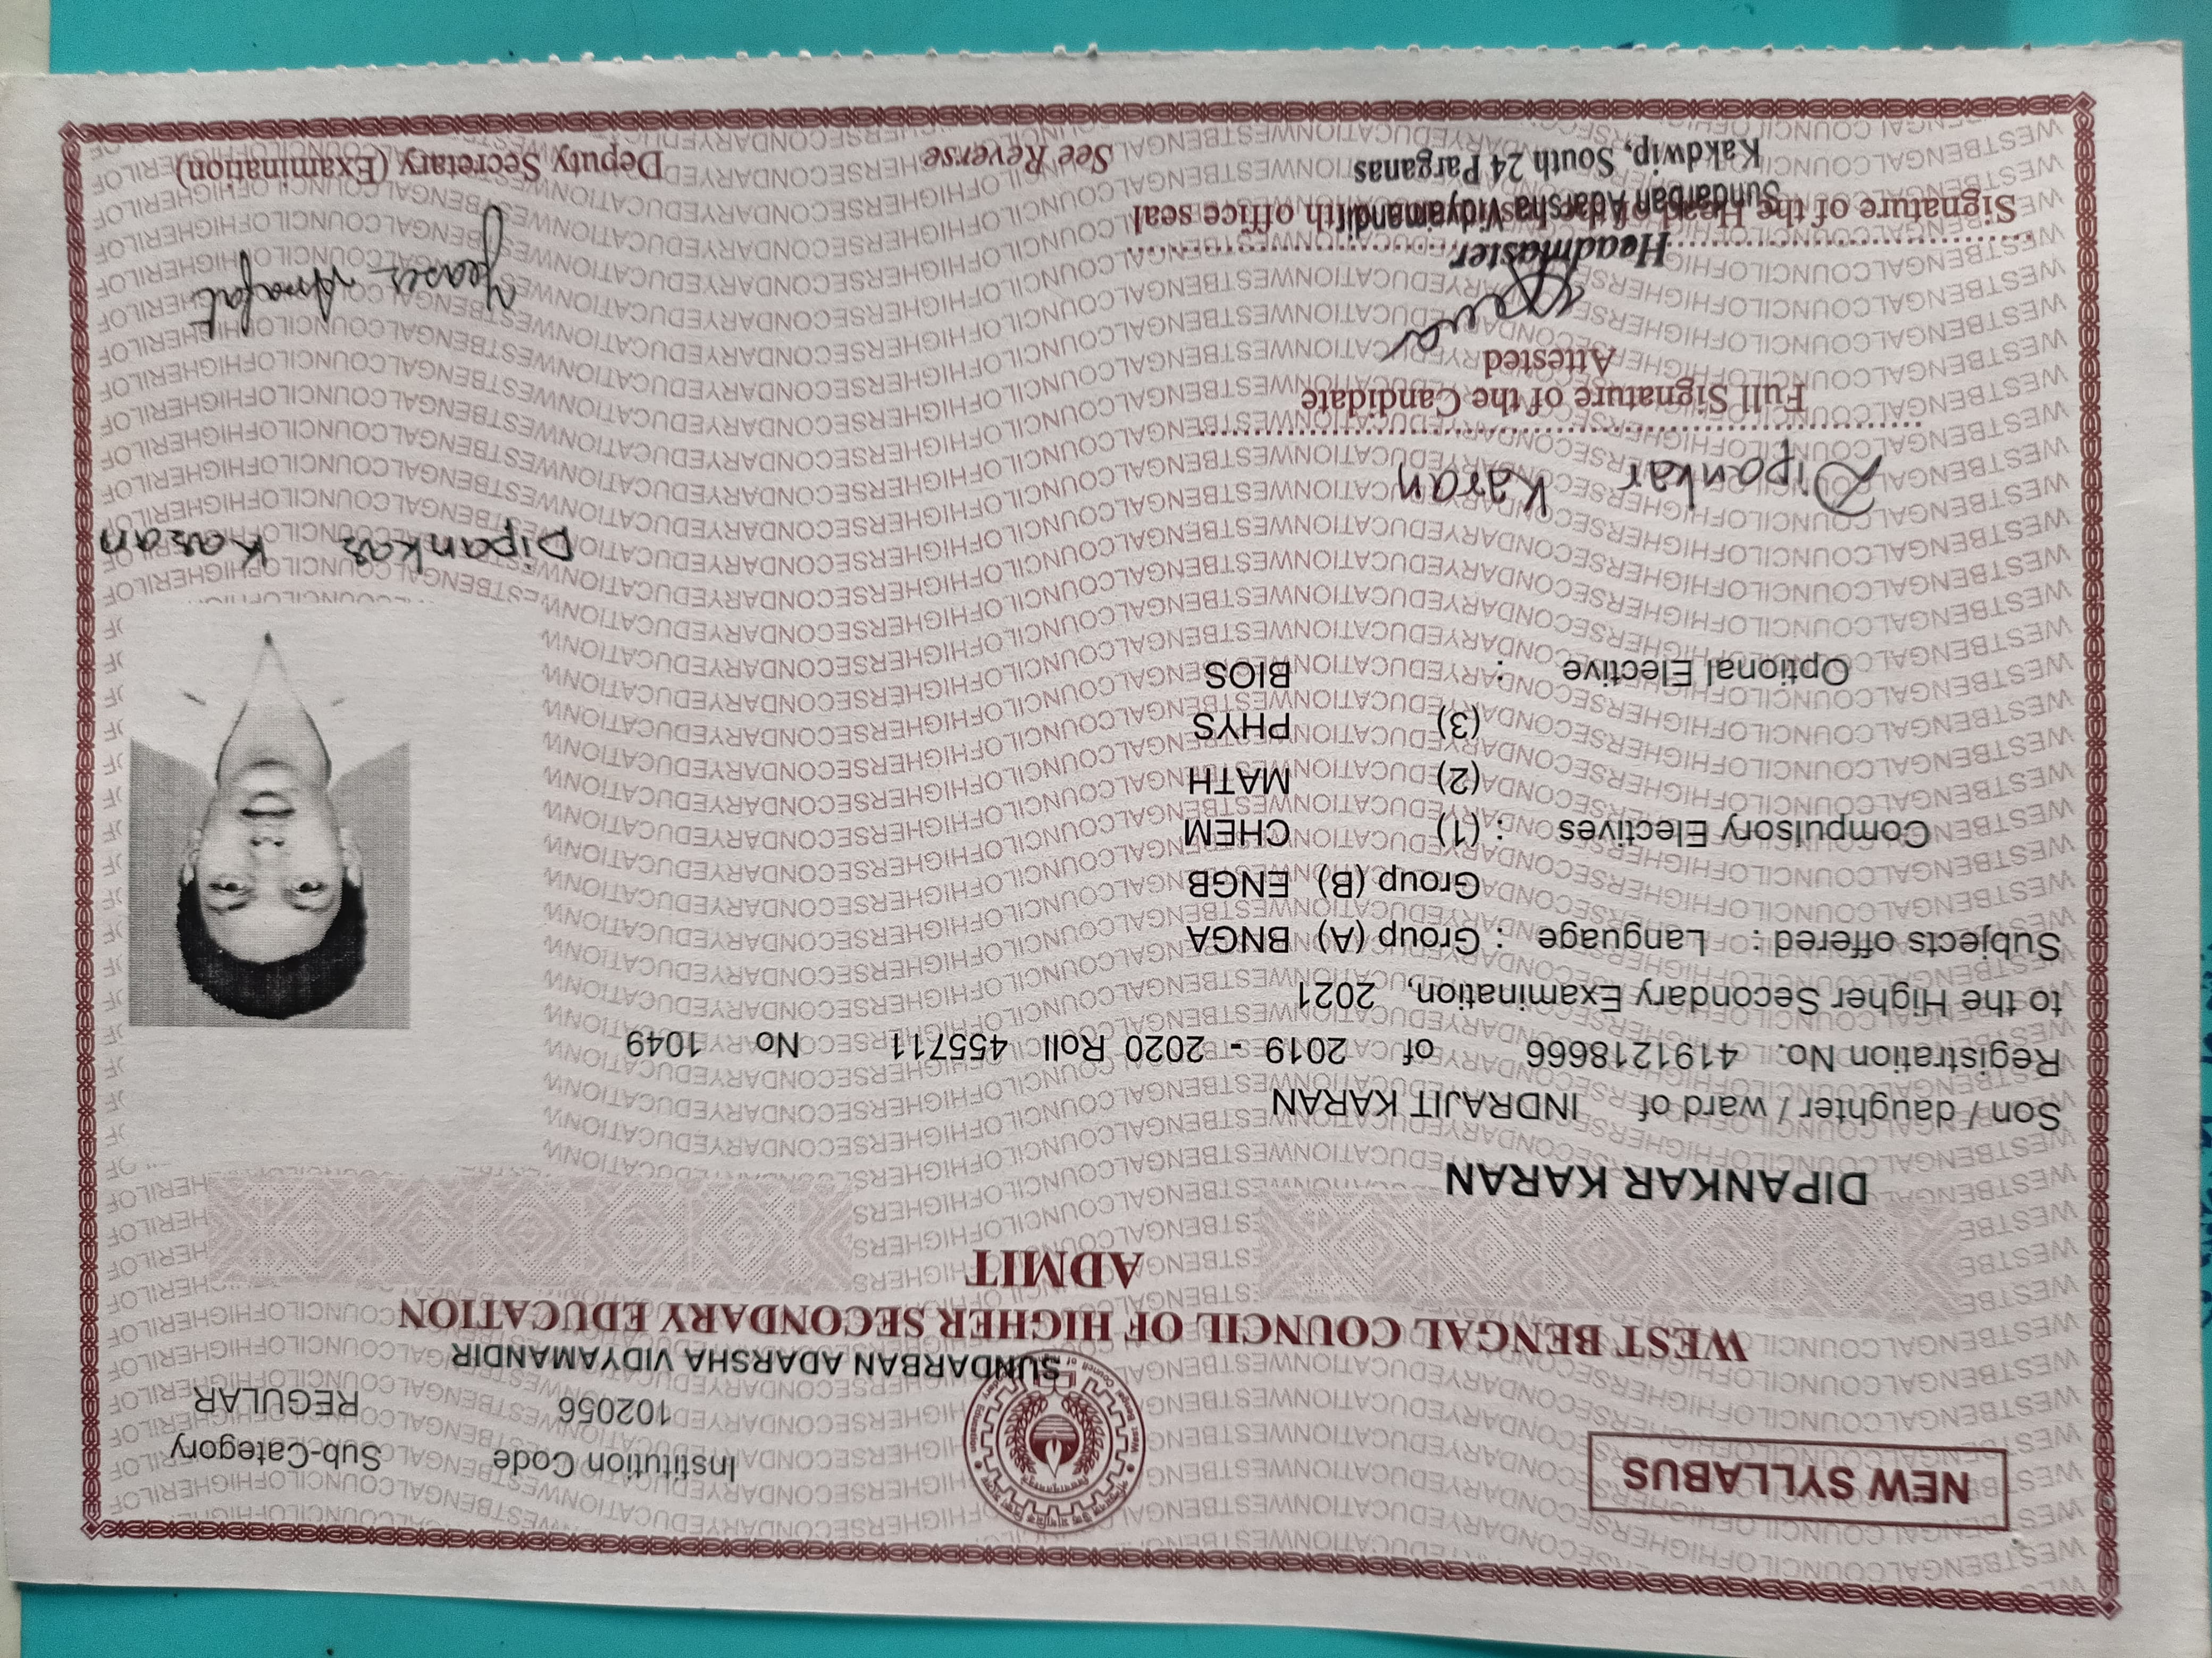 NEW SYLLABUS
Institution Code Sub-Category
102056 REGULAR
SUNDARBAN ADARSHA VIDYAMANDIR
WEST BENGAL COUNCIL OF HIGHER SECONDARY EDUCATION
ADMIT
DIPANKAR KARAN
Son / daughter / ward of INDRAJIT KARAN
Registration No. 4191218666 of 2019 - 2020 Roll 455711 No 1049
to the Higher Secondary Examination, 2021
Subjects offered : Language : Group (A) BNGA
Group (B) ENGB
Compulsory Electives : (1) CHEM
(2) MATH
(3) PHYS
Optional Elective : BIOS
Dipankar Karan
Dipankar Karan
Full Signature of the Candidate
Attested
Headmaster
Sundarban Adarsha Vidyamandir
Signature of the Head of the with office seal
Kakdwip, South 24 Parganas
See Reverse
Deputy Secretary (Examination)